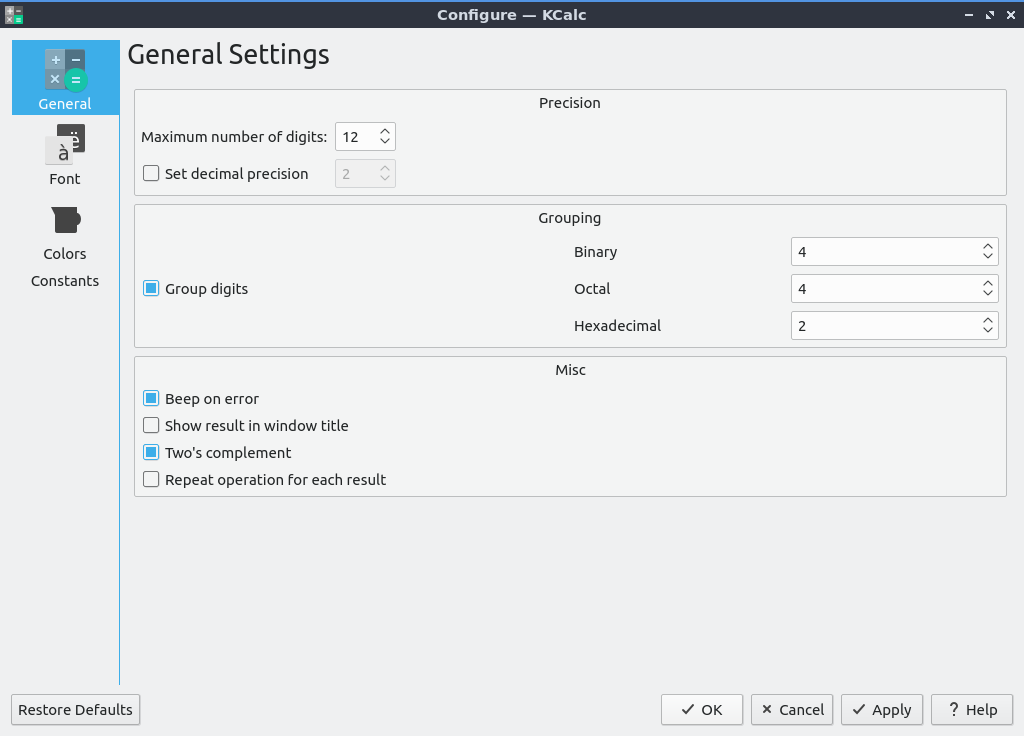 Configure — KCalc
General
Font
Colors
Constants
General Settings
Precision
Maximum number of digits: 12
Set decimal precision 2
Grouping
Group digits
Binary 4
Octal 4
Hexadecimal 2
Misc
Beep on error
Show result in window title
Two's complement
Repeat operation for each result
Restore Defaults OK Cancel Apply ? Help